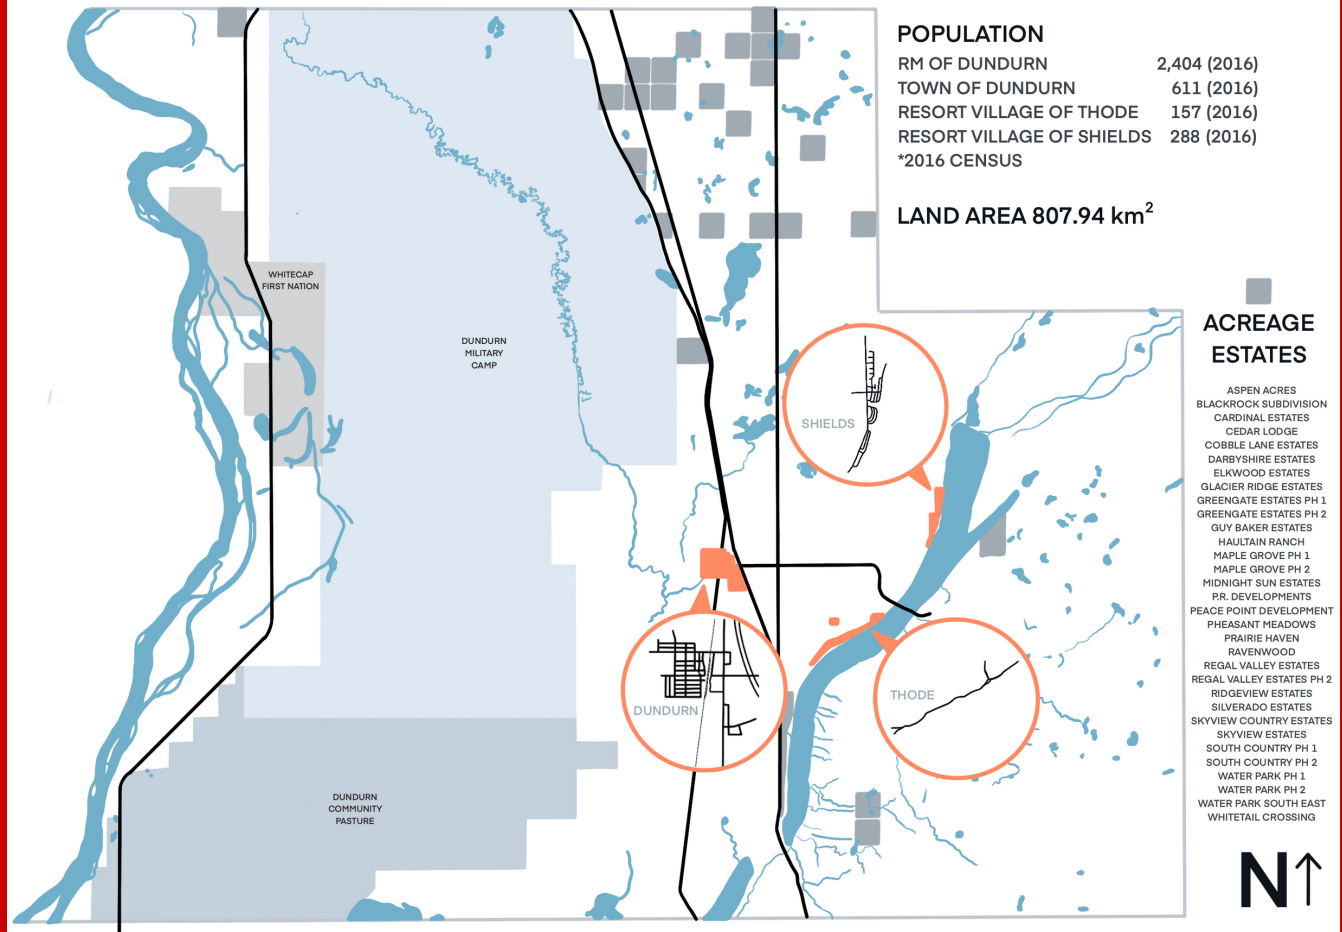 POPULATION
RM OF DUNDURN 2,404 (2016)
TOWN OF DUNDURN 611 (2016)
RESORT VILLAGE OF THODE 157 (2016)
RESORT VILLAGE OF SHIELDS 288 (2016)
*2016 CENSUS
LAND AREA 807.94 km²
WHITECAP
FIRST NATION
DUNDURN
MILITARY
CAMP
SHIELDS
DUNDURN
THODE
DUNDURN
COMMUNITY
PASTURE
ACREAGE
ESTATES
ASPEN ACRES
BLACKROCK SUBDIVISION
CARDINAL ESTATES
CEDAR LODGE
COBBLE LANE ESTATES
DARBYSHIRE ESTATES
ELKWOOD ESTATES
GLACIER RIDGE ESTATES
GREENGATE ESTATES PH 1
GREENGATE ESTATES PH 2
GUY BAKER ESTATES
HAULTAIN RANCH
MAPLE GROVE PH 1
MAPLE GROVE PH 2
MIDNIGHT SUN ESTATES
P.R. DEVELOPMENTS
PEACE POINT DEVELOPMENT
PHEASANT MEADOWS
PRAIRIE HAVEN
RAVENWOOD
REGAL VALLEY ESTATES
REGAL VALLEY ESTATES PH 2
RIDGEVIEW ESTATES
SILVERADO ESTATES
SKYVIEW COUNTRY ESTATES
SKYVIEW ESTATES
SOUTH COUNTRY PH 1
SOUTH COUNTRY PH 2
WATER PARK PH 1
WATER PARK PH 2
WATER PARK SOUTH EAST
WHITETAIL CROSSING
N↑